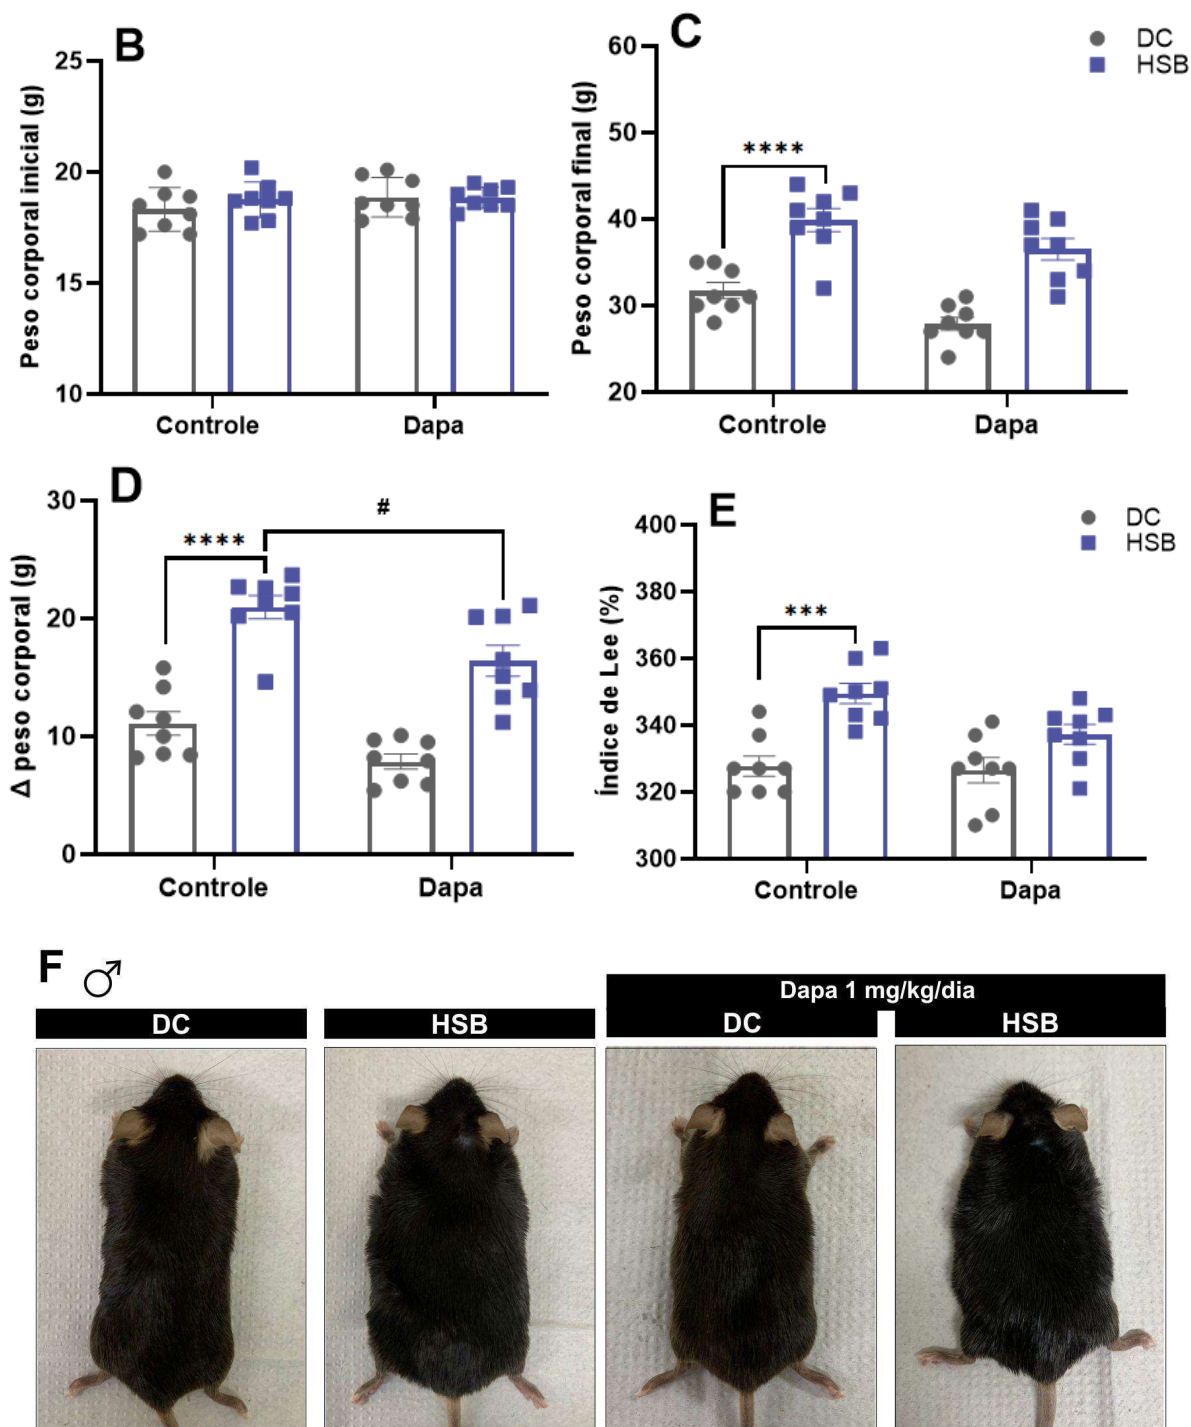 B
25
20
15
10
Peso corporal inicial (g)
Controle
Dapa
C
DC
HSB
60
50
40
30
20
Peso corporal final (g)
****
Controle
Dapa
D
30
20
10
0
Δ peso corporal (g)
****
#
Controle
Dapa
E
DC
HSB
400
380
360
340
320
300
Índice de Lee (%)
***
Controle
Dapa
F ♂
Dapa 1 mg/kg/dia
DC
HSB
DC
HSB